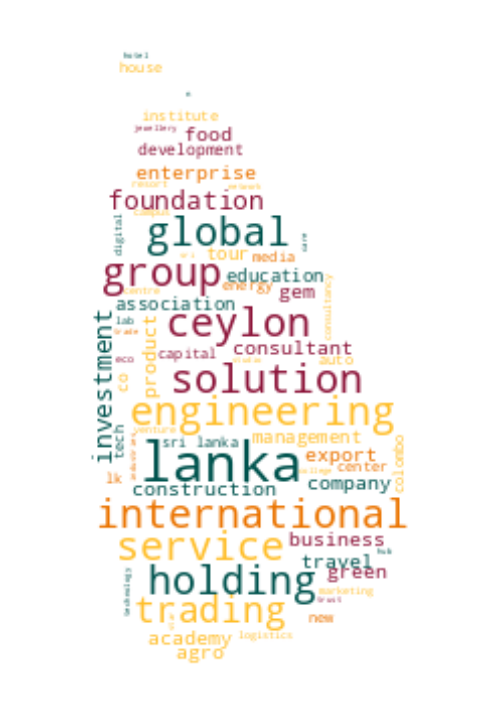 hotel
house
institute
jewellery food
development
enterprise
resort network
foundation
campus
digital global care
tour media
group education
energy gem
centre consultancy
association
investment lab product ceylon
trade
consultant
eco capital studio auto
co solution
engineering
tech venture management
industries sri lanka colombo
lanka export
college center
lk company
construction
international
service business
travel hub
holding green
technology marketing
trust
trading new
academy logistics
agro